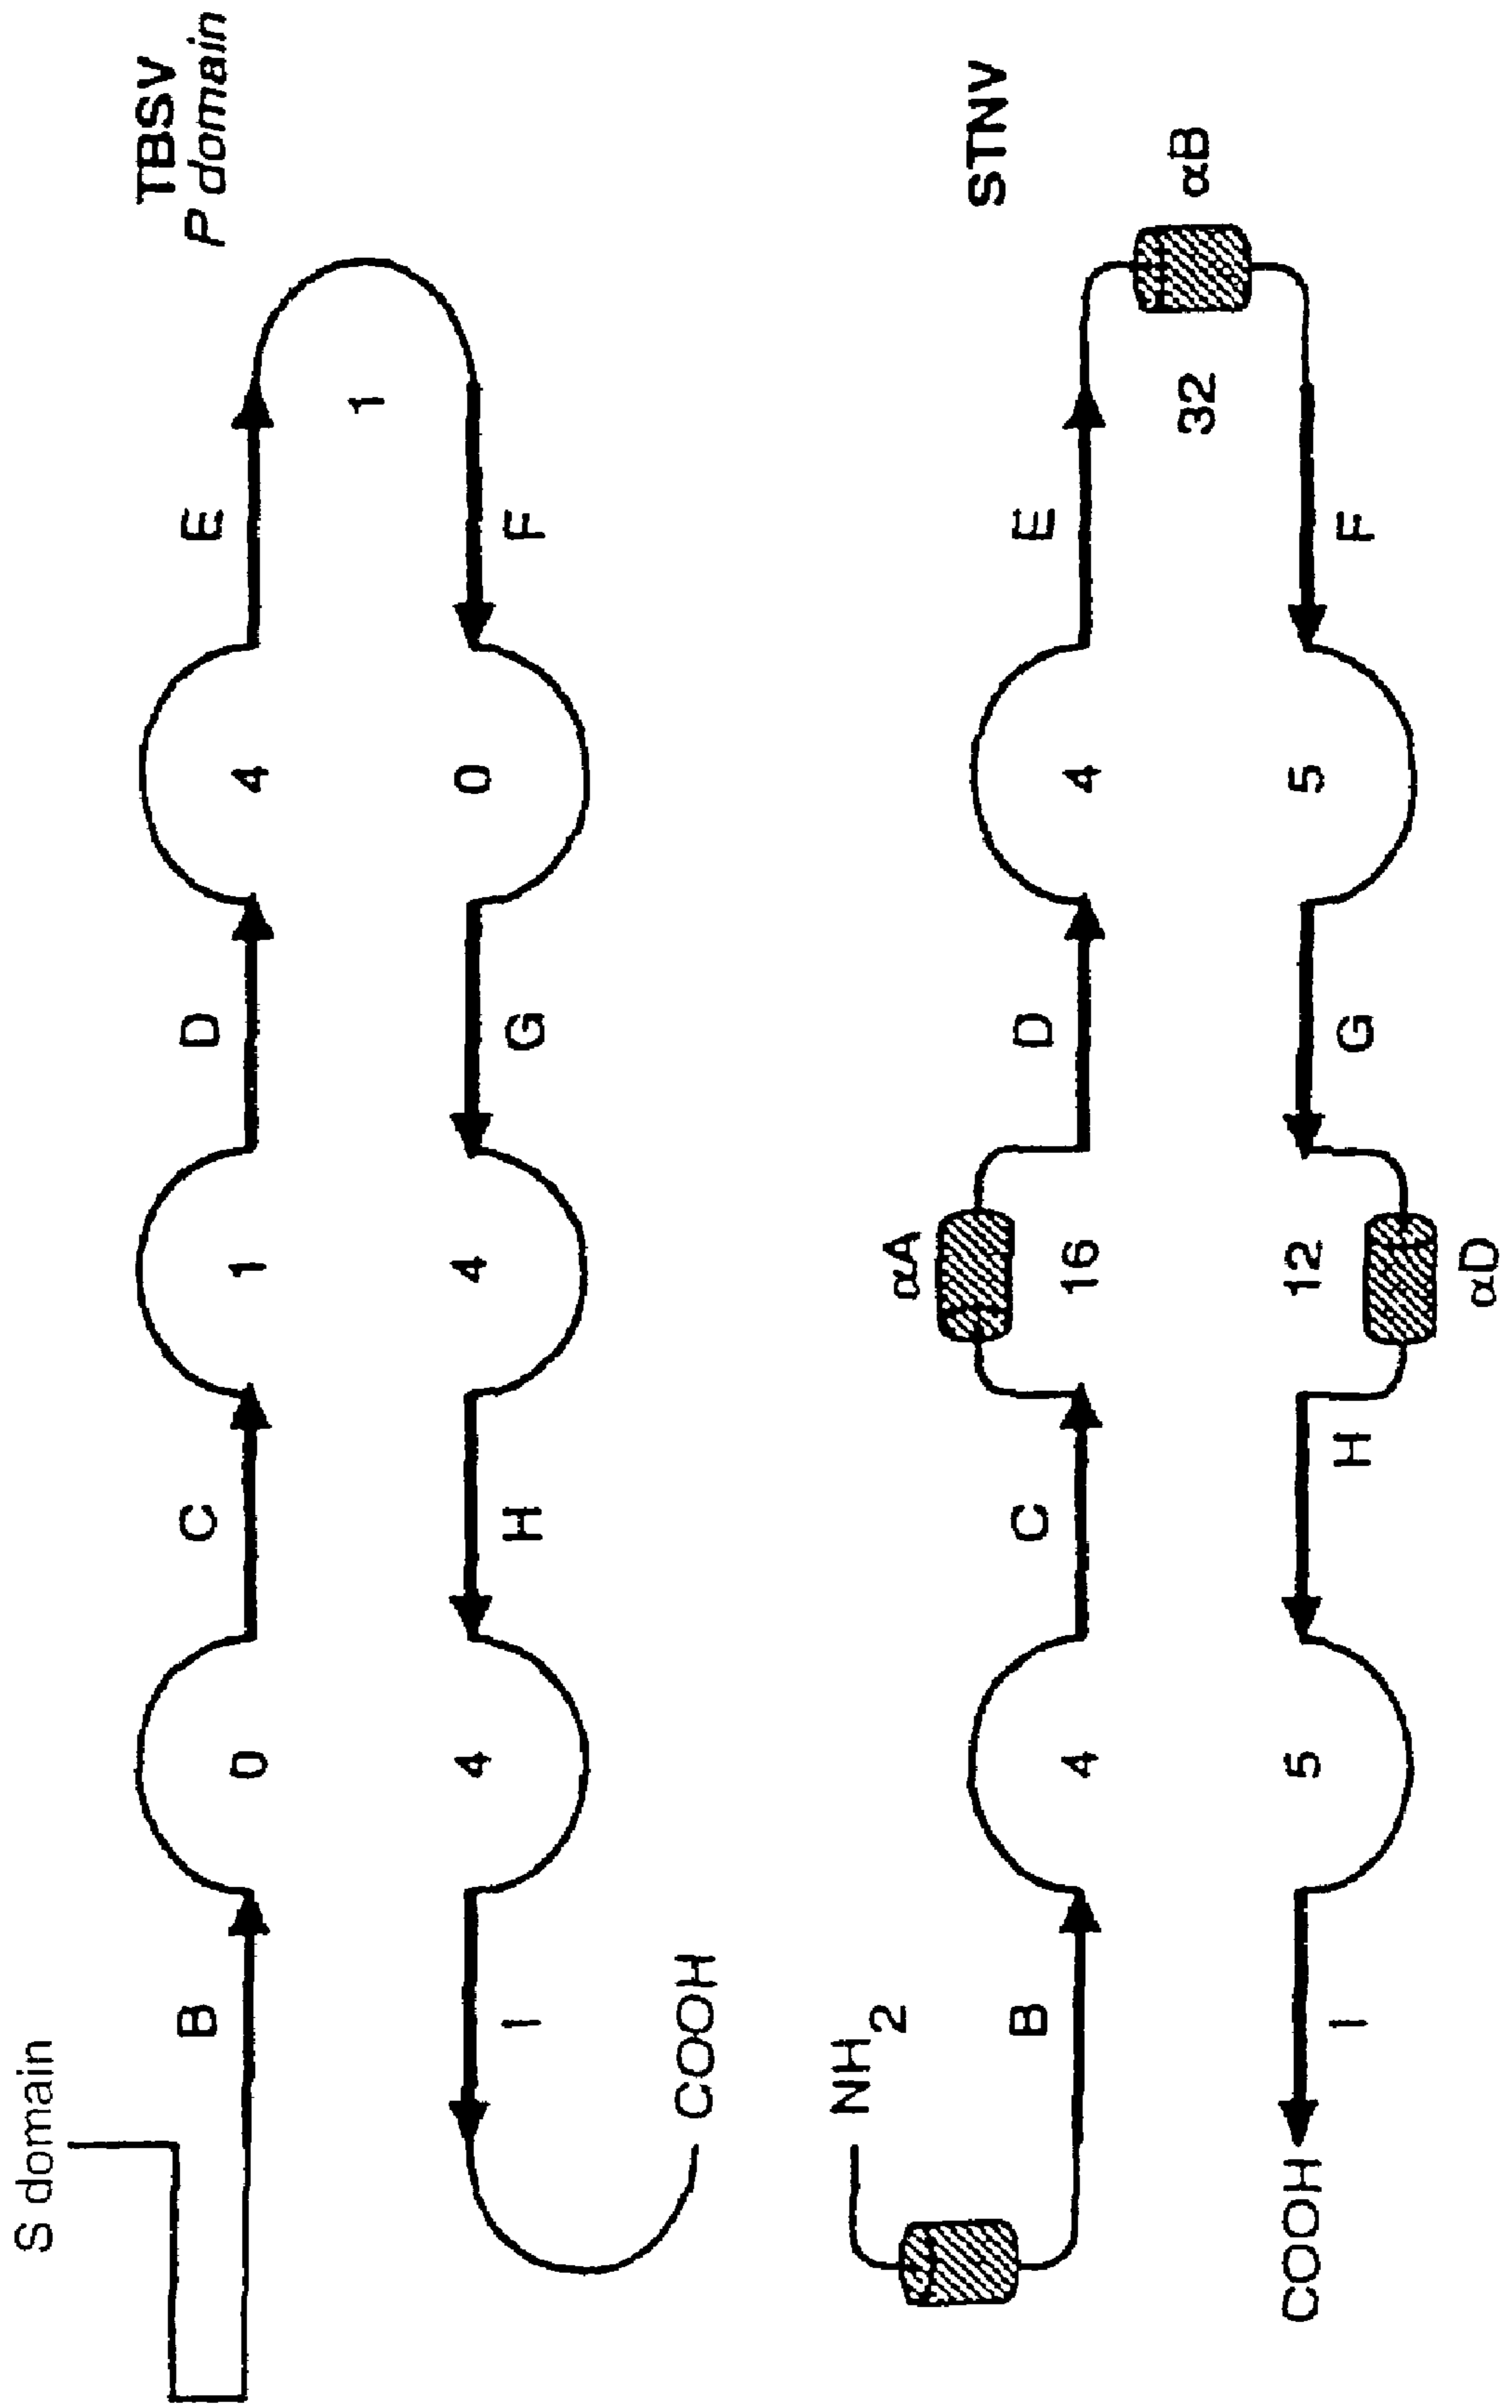 S domain
TBSV
P domain
B
C
D
E
0
1
4
1
4
4
0
I
H
G
F
COOH
STNV
NH2
αA
B
C
D
E
4
16
4
32
αB
5
12
5
I
H
G
F
COOH
αD